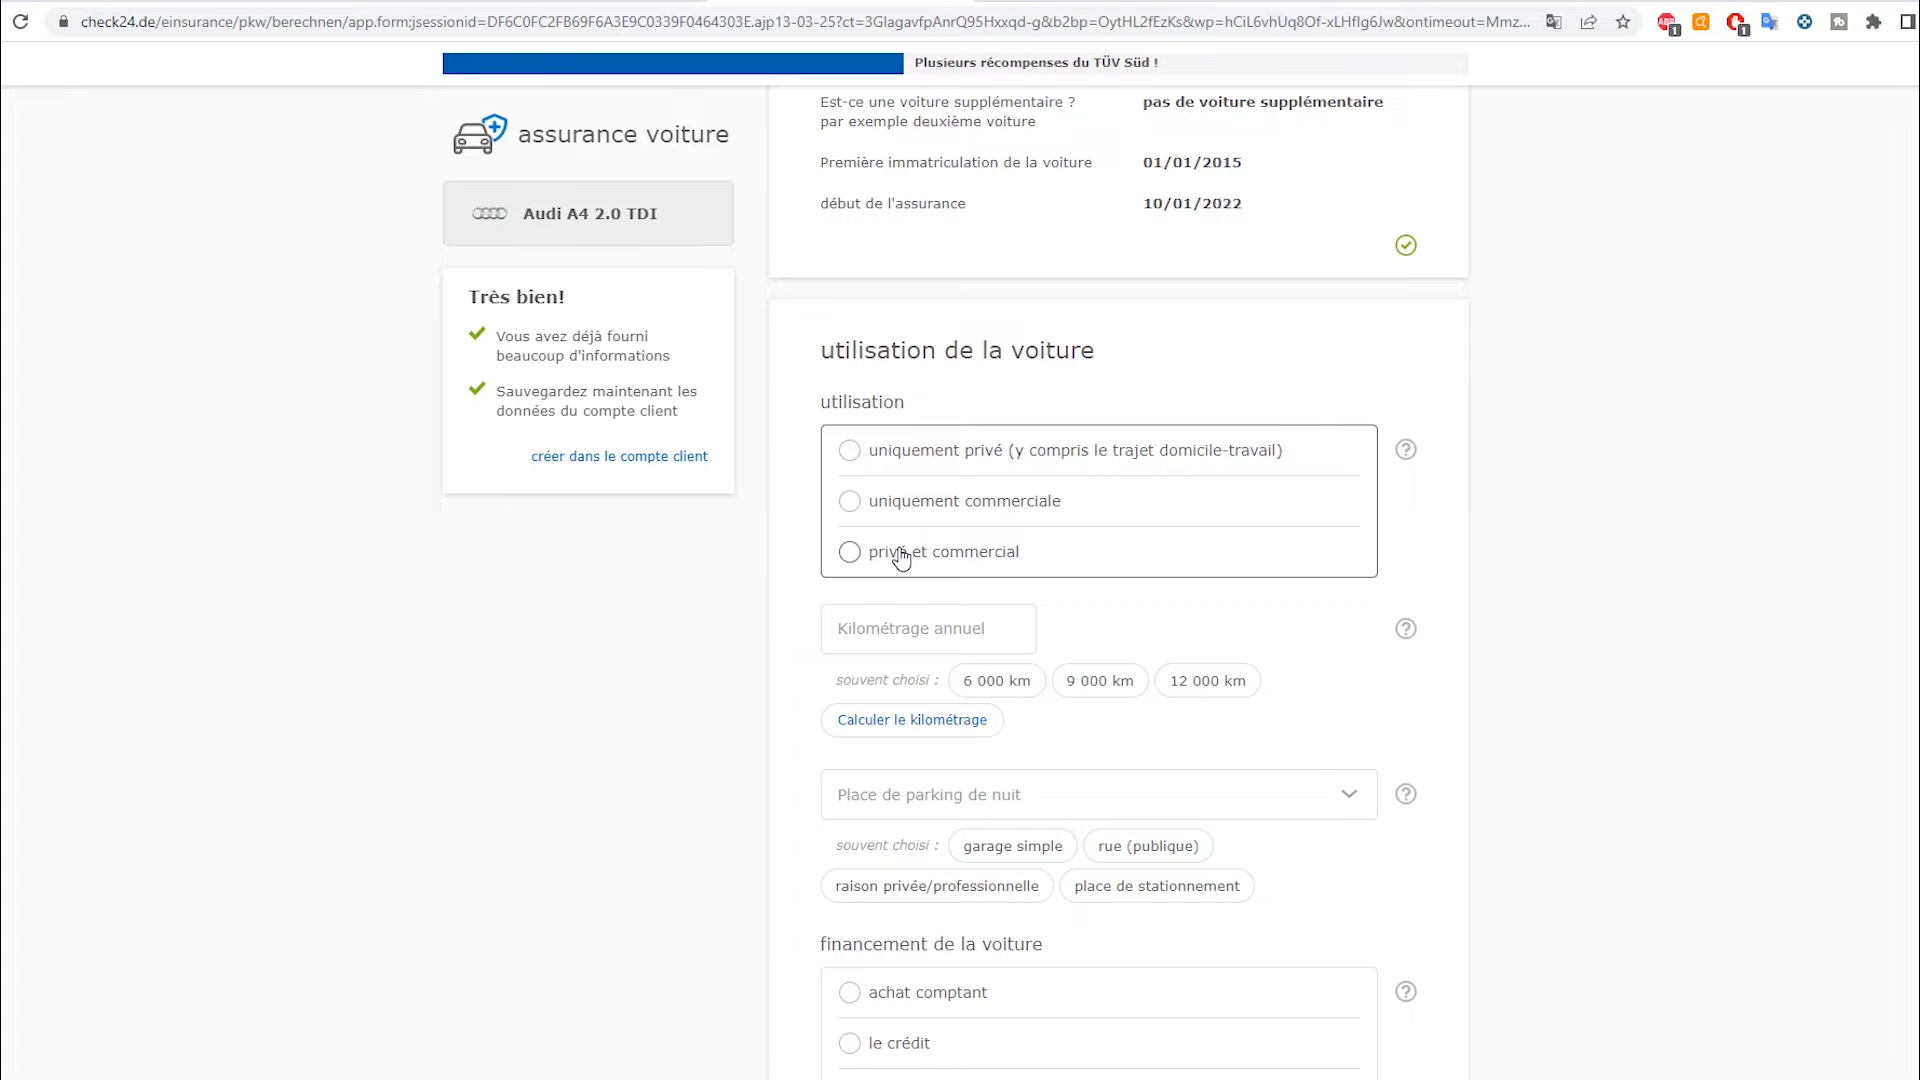 check24.de/einsurance/pkw/berechnen/app.form;jsessionid=DF6C0FC2FB69F6A3E9C0339F0464303E.ajp13-03-25?ct=3GlagavfpAnrQ95Hxxqd-g&b2bp=OytHL2fEzKs&wp=hCiL6vhUq8Of-xLHfIg6Jw&ontimeout=Mmz...
1
1
Plusieurs récompenses du TÜV Süd !
assurance voiture
Audi A4 2.0 TDI
Très bien!
Vous avez déjà fourni
beaucoup d'informations
Sauvegardez maintenant les
données du compte client
créer dans le compte client
Est-ce une voiture supplémentaire ?
par exemple deuxième voiture
pas de voiture supplémentaire
Première immatriculation de la voiture
01/01/2015
début de l'assurance
10/01/2022
utilisation de la voiture
utilisation
uniquement privé (y compris le trajet domicile-travail)
uniquement commerciale
privé et commercial
Kilométrage annuel
souvent choisi :
6 000 km
9 000 km
12 000 km
Calculer le kilométrage
Place de parking de nuit
souvent choisi :
garage simple
rue (publique)
raison privée/professionnelle
place de stationnement
financement de la voiture
achat comptant
le crédit